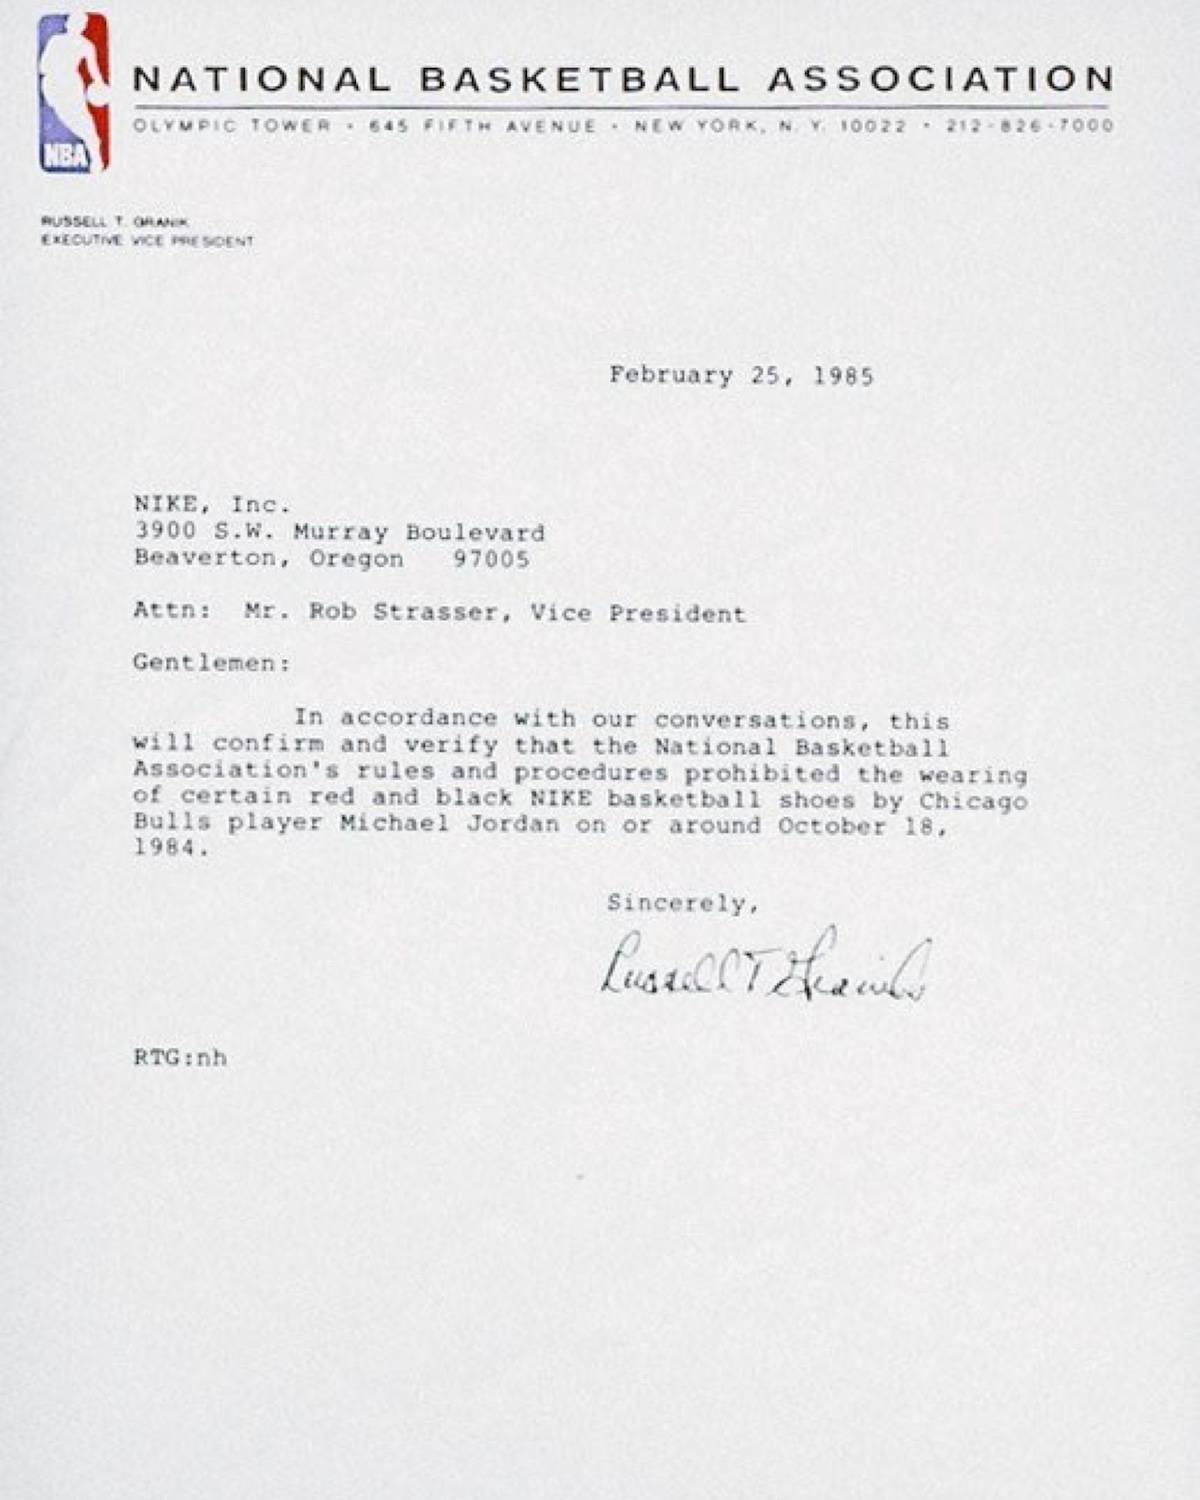 NBA
NATIONAL BASKETBALL ASSOCIATION
OLYMPIC TOWER • 645 FIFTH AVENUE • NEW YORK, N. Y. 10022 • 212-826-7000
RUSSELL T. GRANIK
EXECUTIVE VICE PRESIDENT
February 25, 1985
NIKE, Inc.
3900 S.W. Murray Boulevard
Beaverton, Oregon 97005
Attn: Mr. Rob Strasser, Vice President
Gentlemen:
In accordance with our conversations, this
will confirm and verify that the National Basketball
Association's rules and procedures prohibited the wearing
of certain red and black NIKE basketball shoes by Chicago
Bulls player Michael Jordan on or around October 18,
1984.
Sincerely,
Russell T Granik
RTG:nh